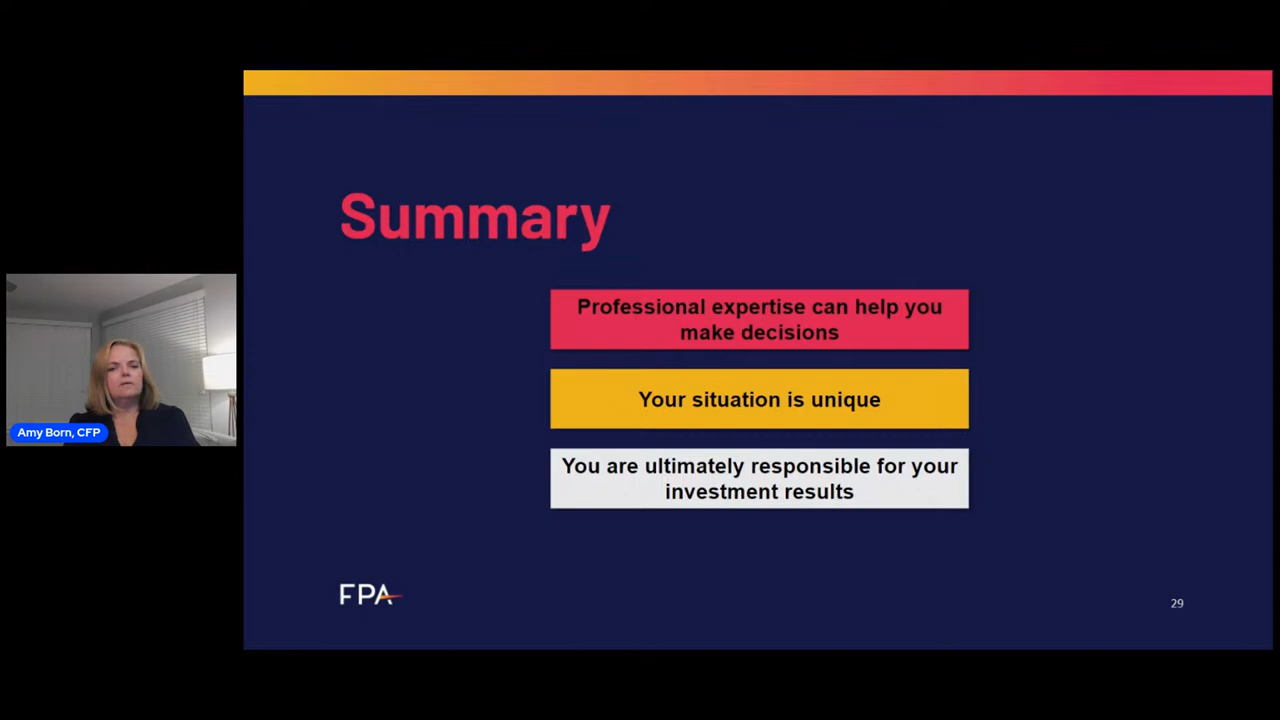 Summary
Professional expertise can help you
make decisions
Your situation is unique
You are ultimately responsible for your
investment results
Amy Born, CFP
FPA
29